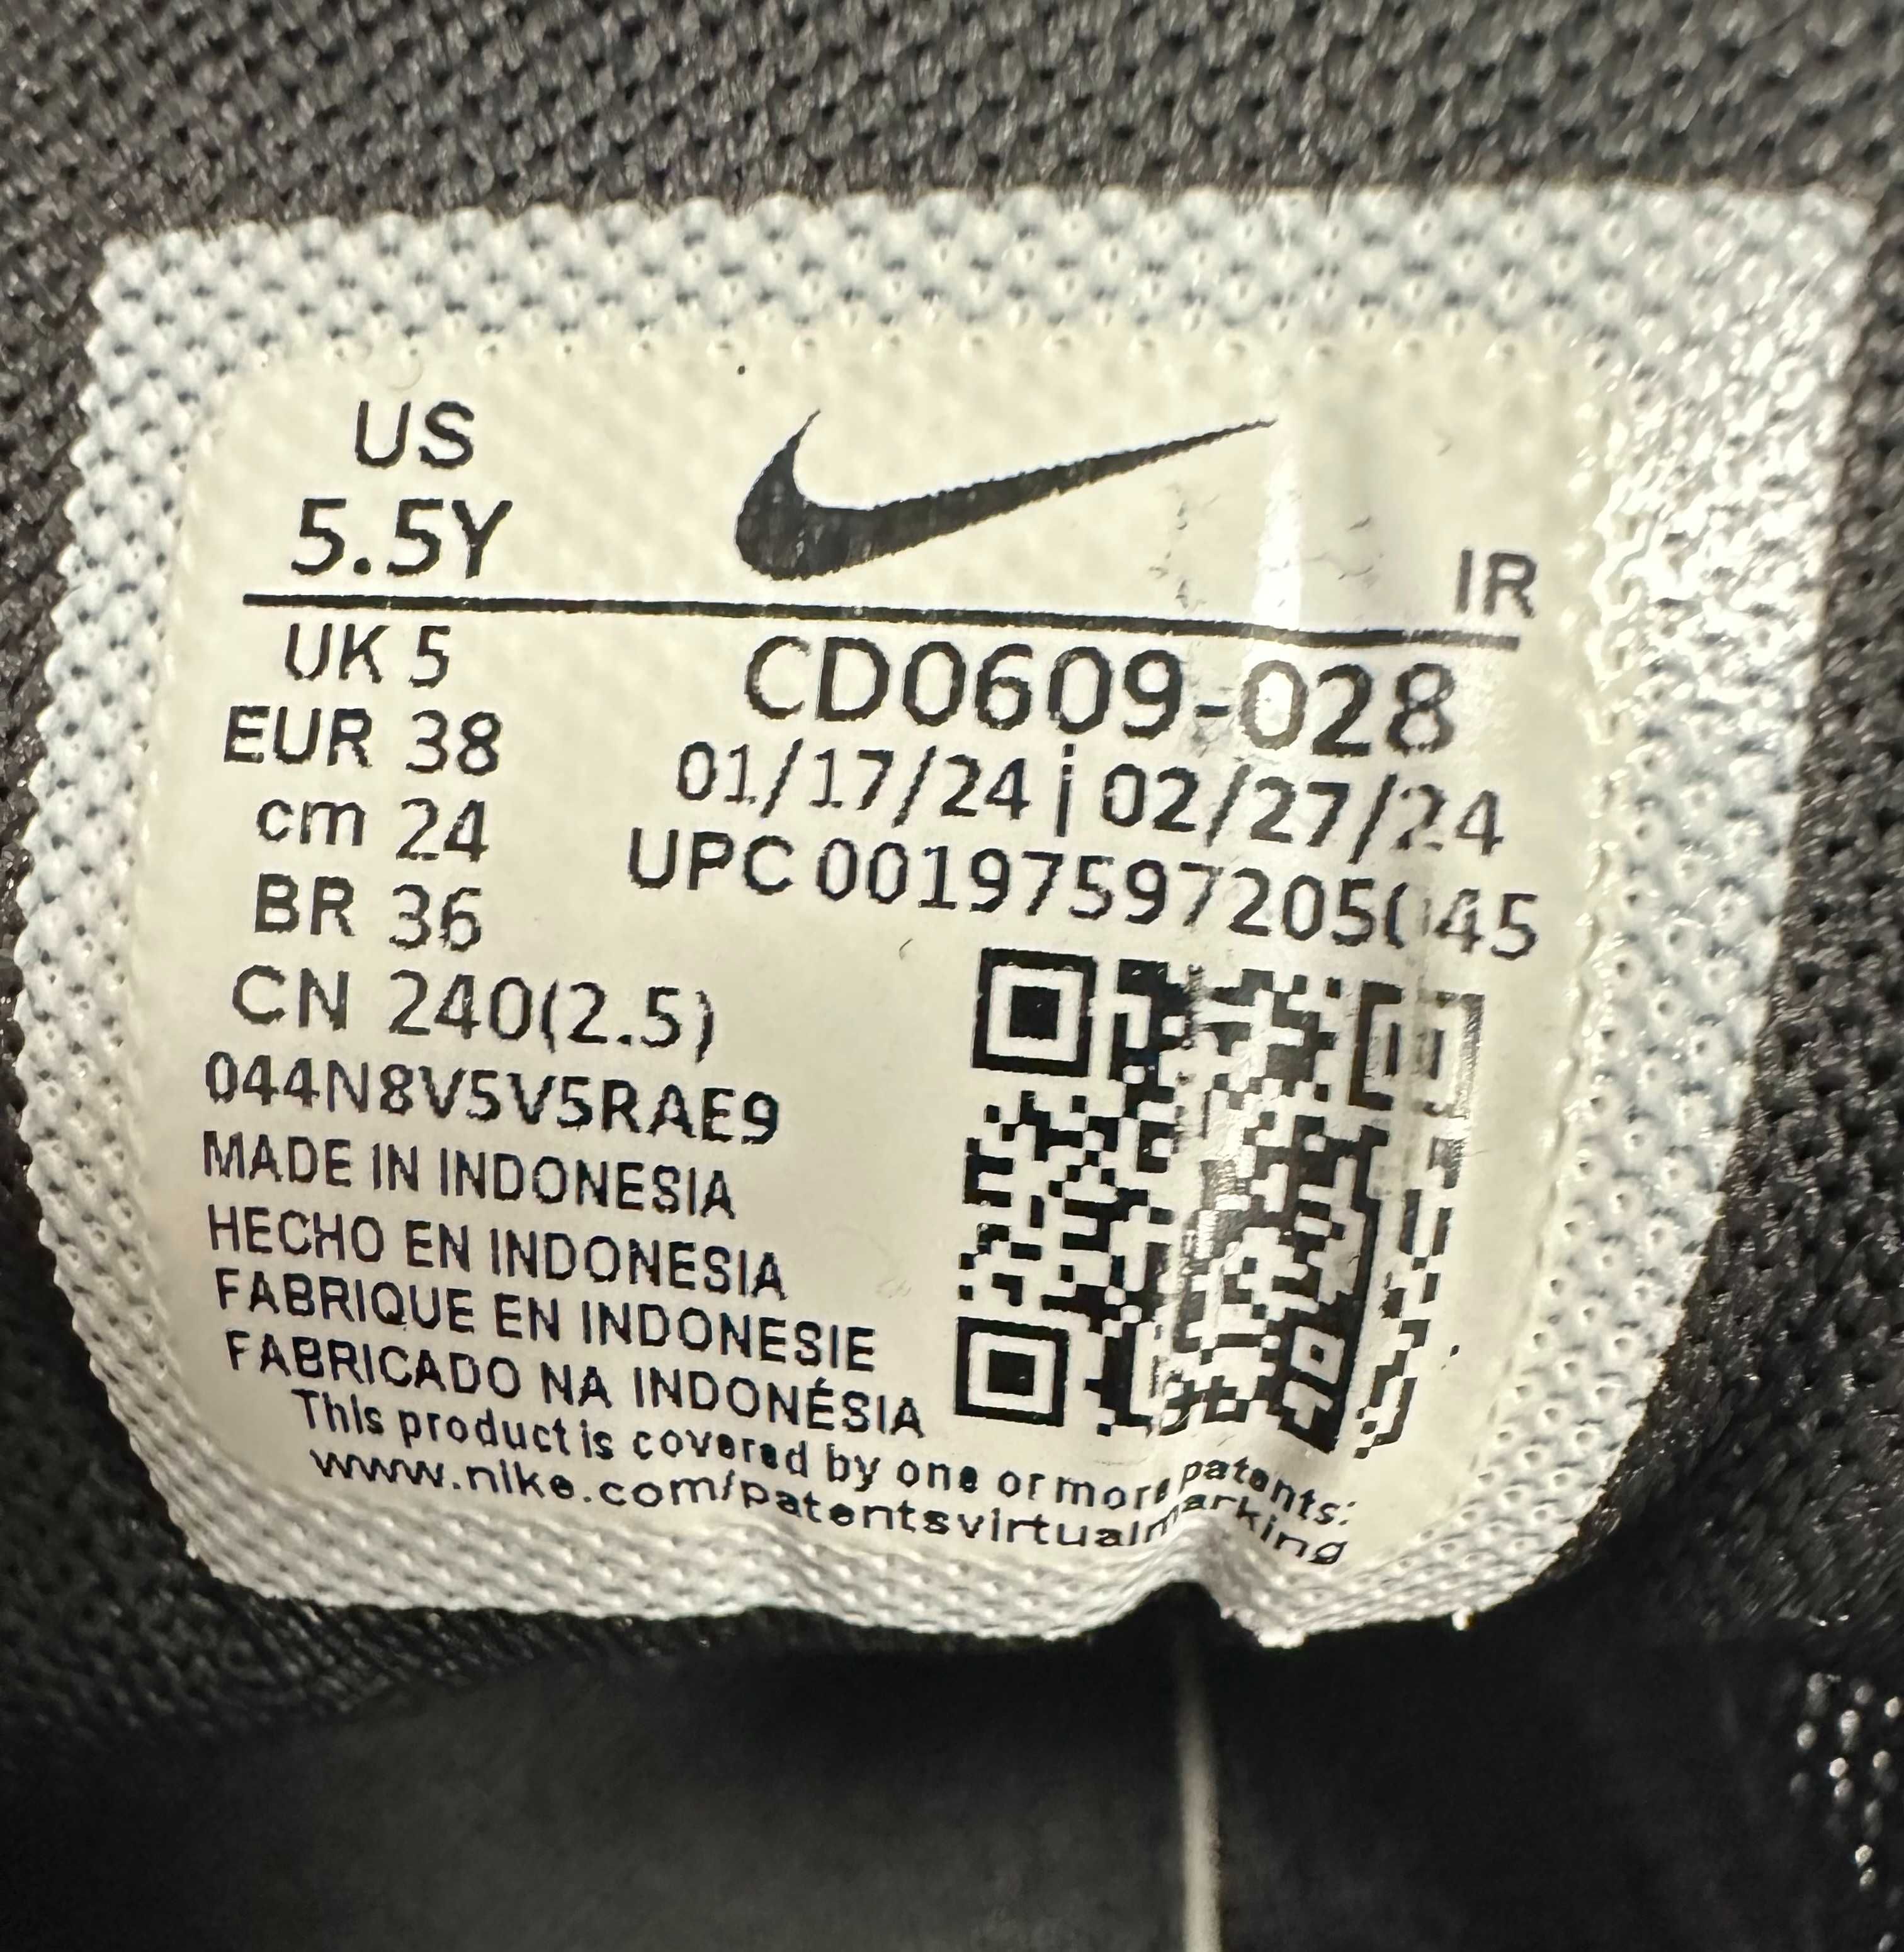 US
5.5Y
IR
UK 5
EUR 38
cm 24
BR 36
CN 240(2.5)
CD0609-028
01/17/24 | 02/27/24
UPC 00197597205045
044N8V5V5RAE9
MADE IN INDONESIA
HECHO EN INDONESIA
FABRIQUE EN INDONESIE
FABRICADO NA INDONÉSIA
This product is covered by one or more patents:
www.nike.com/patentsvirtualmarking